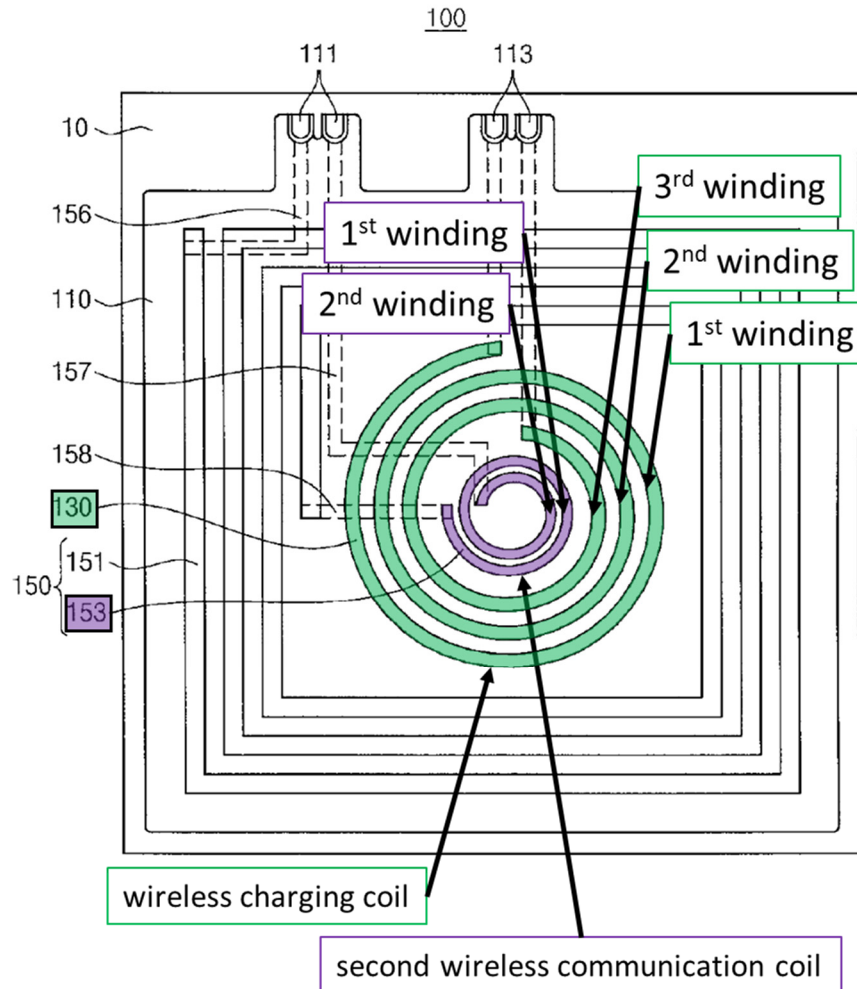 100
111
113
10
3rd winding
156
1st winding
2nd winding
2nd winding
110
1st winding
157
158
130
151
150
153
wireless charging coil
second wireless communication coil